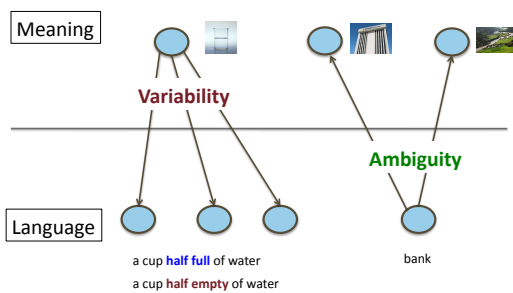 Meaning
Variability
Ambiguity
Language
a cup half full of water
a cup half empty of water
bank